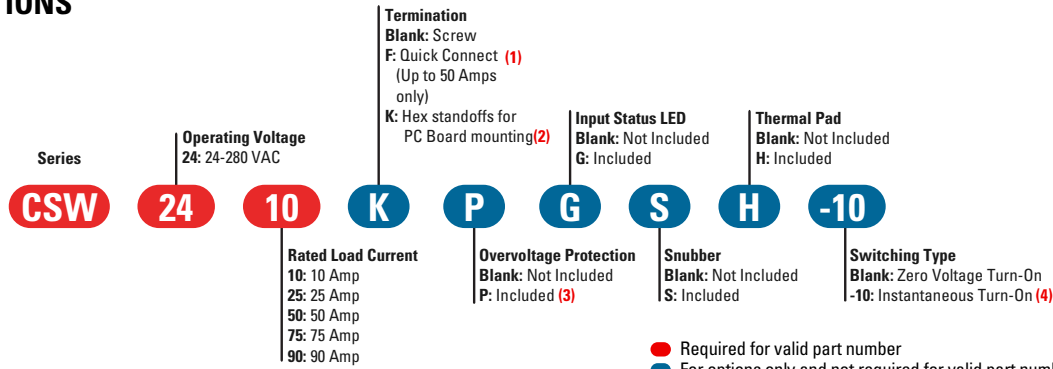 Termination
Blank: Screw
F: Quick Connect (1)
(Up to 50 Amps
only)
K: Hex standoffs for
PC Board mounting(2)
Operating Voltage
24: 24-280 VAC
Input Status LED
Blank: Not Included
G: Included
Thermal Pad
Blank: Not Included
H: Included
Series
CSW 24 10 K P G S H -10
Rated Load Current
10: 10 Amp
25: 25 Amp
50: 50 Amp
75: 75 Amp
90: 90 Amp
Overvoltage Protection
Blank: Not Included
P: Included (3)
Snubber
Blank: Not Included
S: Included
Switching Type
Blank: Zero Voltage Turn-On
-10: Instantaneous Turn-On (4)
Required for valid part number
For options only and not required for valid part